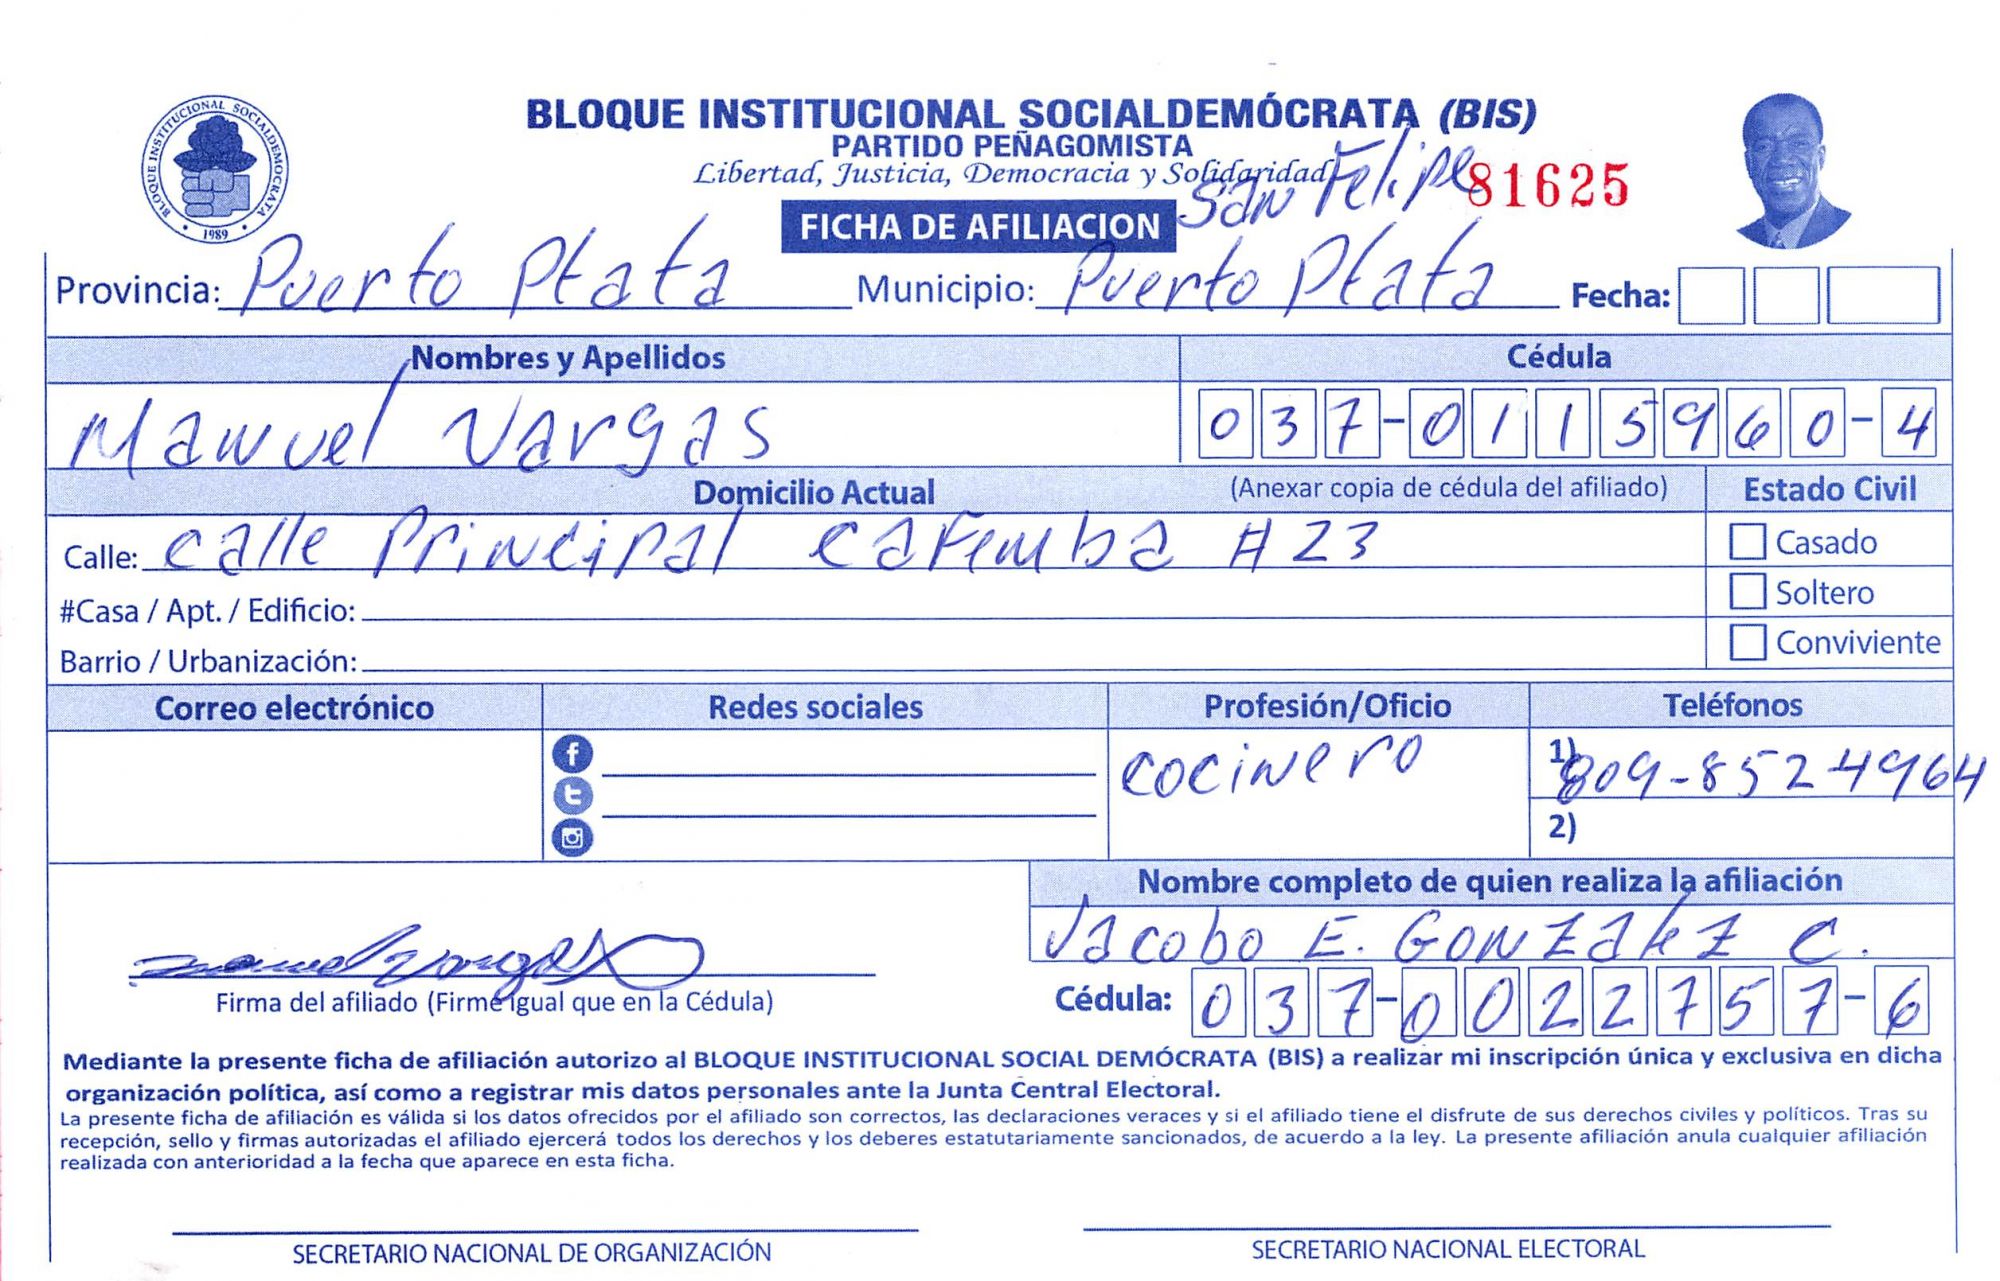 BLOQUE INSTITUCIONAL SOCIALDEMÓCRATA
1989
BLOQUE INSTITUCIONAL SOCIALDEMÓCRATA (BIS)
PARTIDO PEÑAGOMISTA
Libertad, Justicia, Democracia y Solidaridad
San Felipe
81625
FICHA DE AFILIACION
Provincia: Puerto Plata Municipio: Puerto Plata Fecha:
Nombres y Apellidos Cédula
Manuel Vargas 037-0115960-4
Domicilio Actual (Anexar copia de cédula del afiliado) Estado Civil
Calle: Calle Principal Cafemba #23 Casado
#Casa / Apt. / Edificio: Soltero
Barrio / Urbanización: Conviviente
Correo electrónico Redes sociales Profesión/Oficio Teléfonos
cocinero 1) 809-852 4964
2)
Nombre completo de quien realiza la afiliación
Jacobo E. Gonzalez C.
Manuel Vargas
Firma del afiliado (Firme igual que en la Cédula) Cédula: 037-0022757-6
Mediante la presente ficha de afiliación autorizo al BLOQUE INSTITUCIONAL SOCIAL DEMÓCRATA (BIS) a realizar mi inscripción única y exclusiva en dicha
organización política, así como a registrar mis datos personales ante la Junta Central Electoral.
La presente ficha de afiliación es válida si los datos ofrecidos por el afiliado son correctos, las declaraciones veraces y si el afiliado tiene el disfrute de sus derechos civiles y políticos. Tras su
recepción, sello y firmas autorizadas el afiliado ejercerá todos los derechos y los deberes estatutariamente sancionados, de acuerdo a la ley. La presente afiliación anula cualquier afiliación
realizada con anterioridad a la fecha que aparece en esta ficha.
SECRETARIO NACIONAL DE ORGANIZACIÓN SECRETARIO NACIONAL ELECTORAL